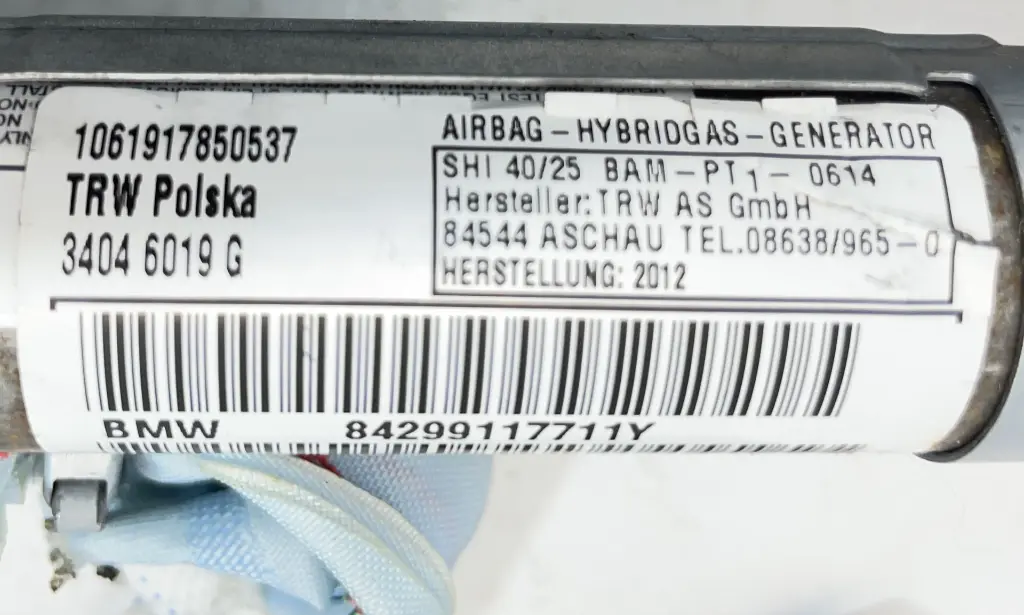 1061917850537
TRW Polska
3404 6019 G
AIRBAG-HYBRIDGAS-GENERATOR
SHI 40/25 BAM-PT1-0614
Hersteller: TRW AS GmbH
84544 ASCHAU TEL.08638/965-0
HERSTELLUNG: 2012
BMW 84299117711Y